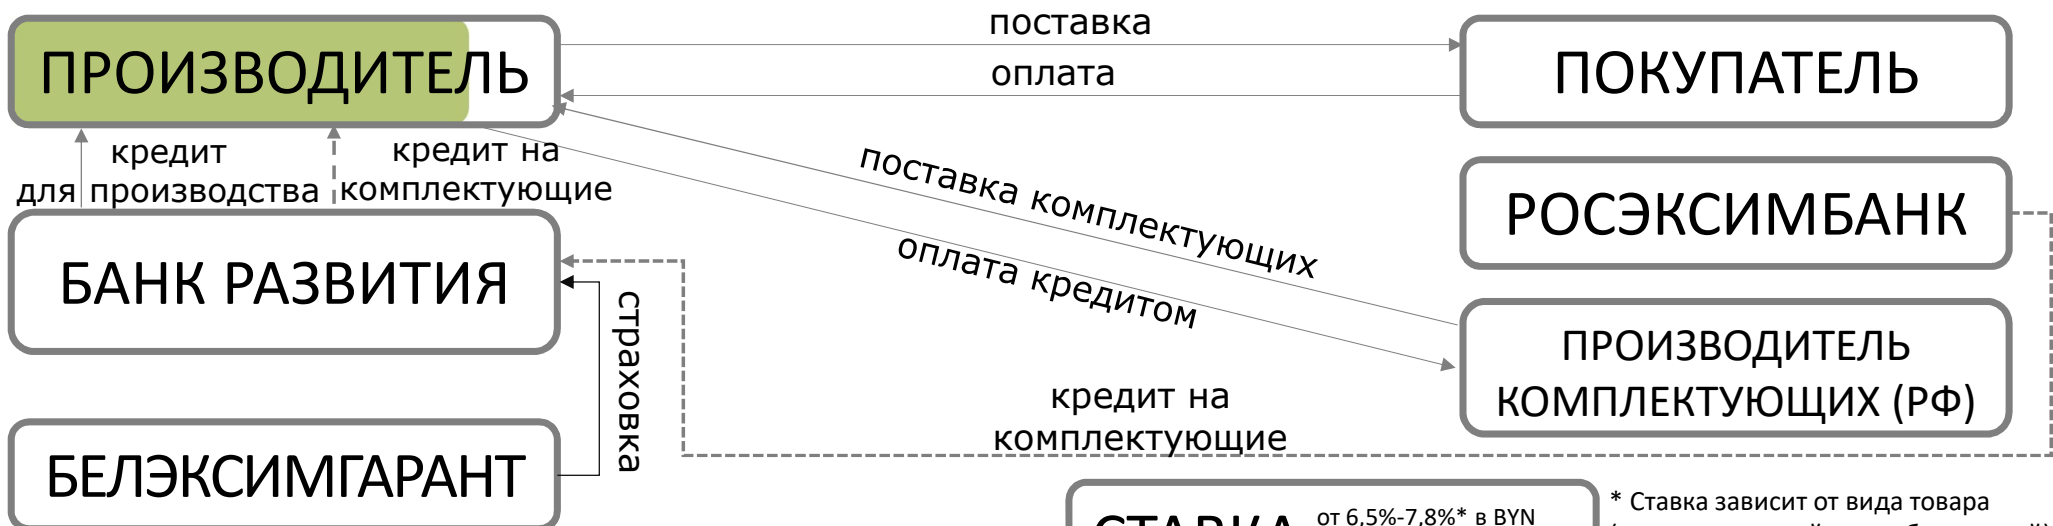 поставка
ПРОИЗВОДИТЕЛЬ
оплата
ПОКУПАТЕЛЬ
кредит
для производства
кредит на
комплектующие
поставка комплектующих
РОСЭКСИМБАНК
БАНК РАЗВИТИЯ
оплата кредитом
страховка
ПРОИЗВОДИТЕЛЬ
КОМПЛЕКТУЮЩИХ (РФ)
кредит на
комплектующие
БЕЛЭКСИМГАРАНТ
СТАВКА
от 6,5%-7,8%* в BYN
* Ставка зависит от вида товара